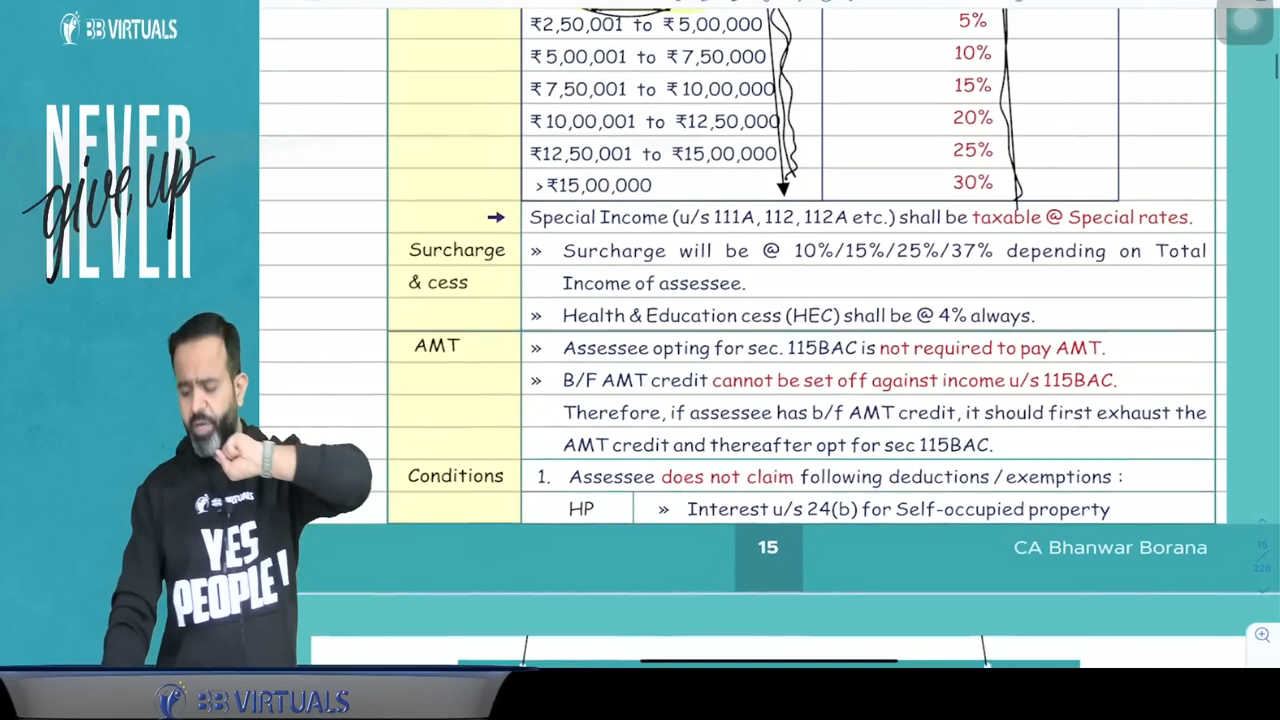 BB VIRTUALS
NEVER
give up
NEVER
₹2,50,001 to ₹5,00,000 5%
₹5,00,001 to ₹7,50,000 10%
₹7,50,001 to ₹10,00,000 15%
₹10,00,001 to ₹12,50,000 20%
₹12,50,001 to ₹15,00,000 25%
>₹15,00,000 30%
→ Special Income (u/s 111A, 112, 112A etc.) shall be taxable @ Special rates.
Surcharge » Surcharge will be @ 10%/15%/25%/37% depending on Total
& cess Income of assessee.
» Health & Education cess (HEC) shall be @ 4% always.
AMT » Assessee opting for sec. 115BAC is not required to pay AMT.
» B/F AMT credit cannot be set off against income u/s 115BAC.
Therefore, if assessee has b/f AMT credit, it should first exhaust the
AMT credit and thereafter opt for sec 115BAC.
Conditions 1. Assessee does not claim following deductions / exemptions :
HP » Interest u/s 24(b) for Self-occupied property
15 CA Bhanwar Borana
15
228
BB VIRTUALS
YES
PEOPLE!
BB VIRTUALS